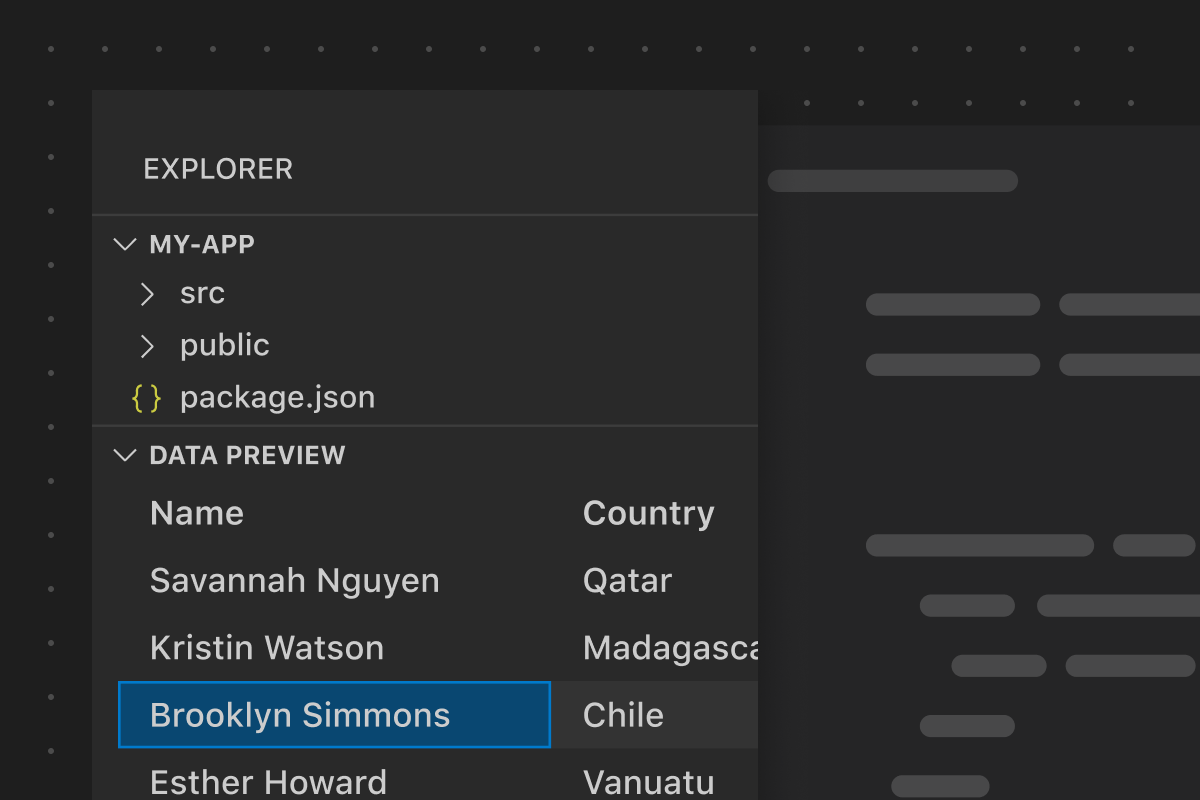 EXPLORER
MY-APP
src
public
{} package.json
DATA PREVIEW
Name Country
Savannah Nguyen Qatar
Kristin Watson Madagasca
Brooklyn Simmons Chile
Esther Howard Vanuatu